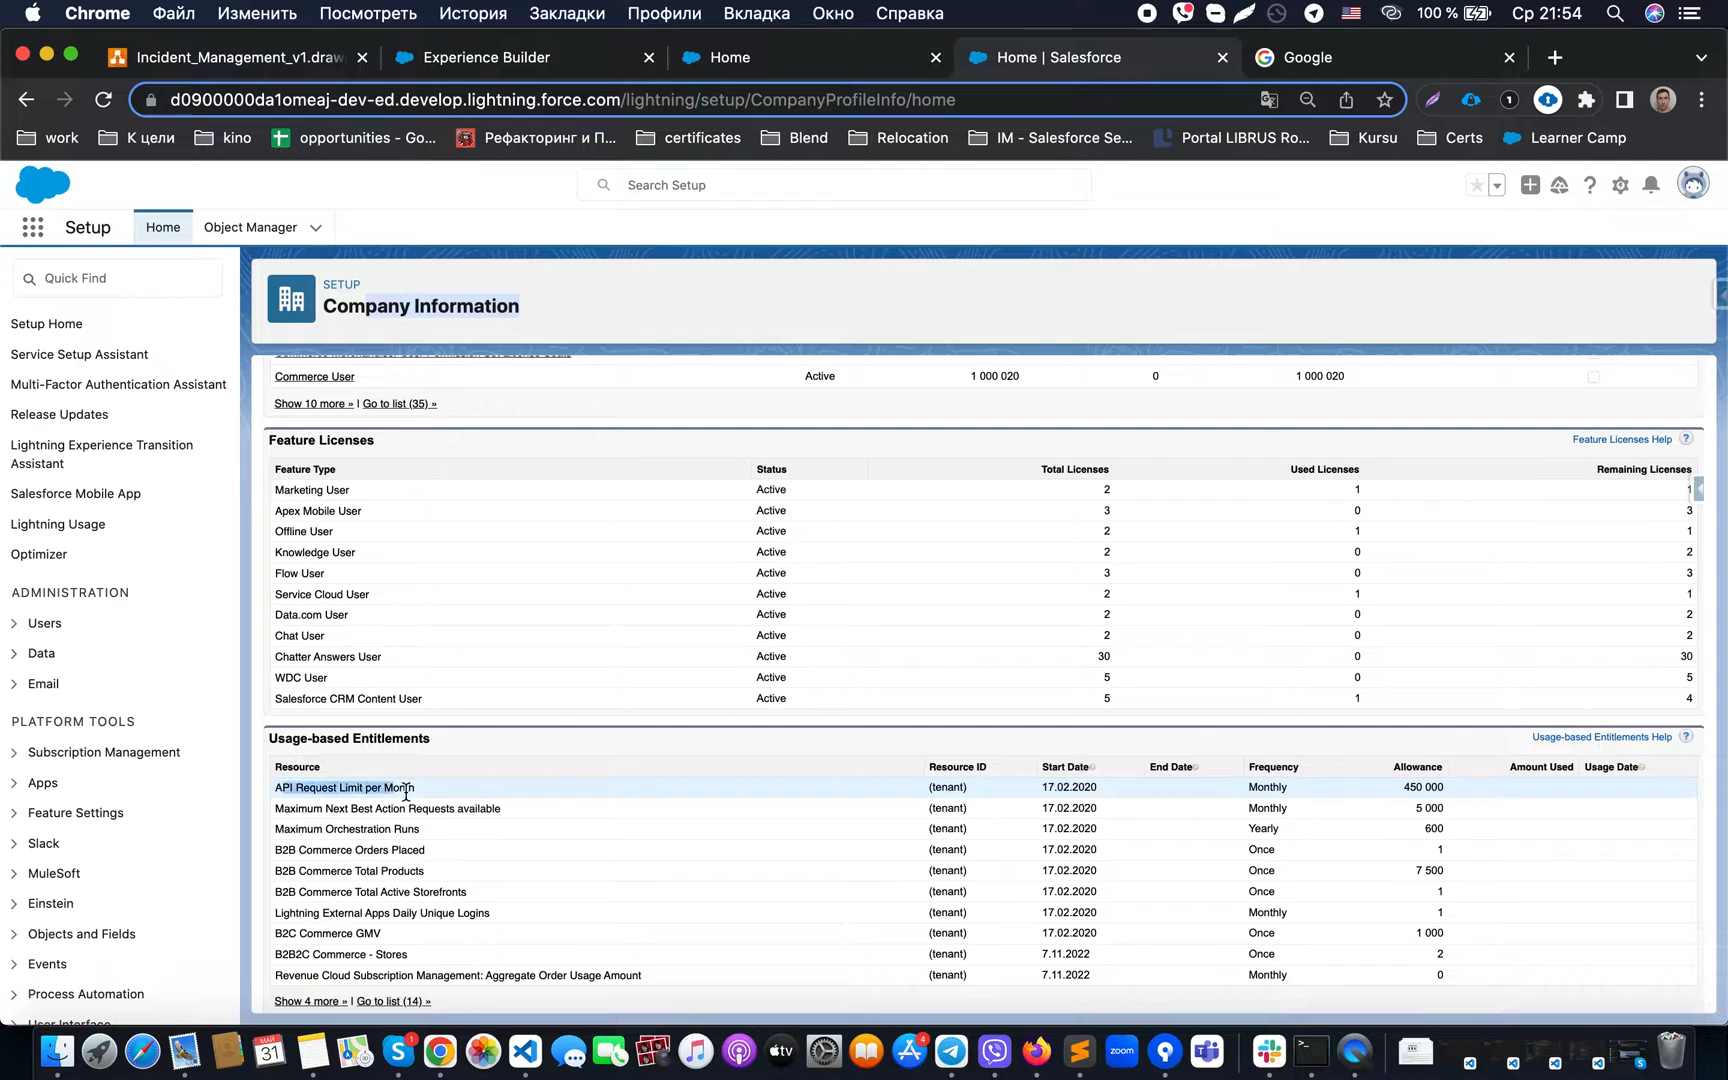 Chrome Файл Изменить Посмотреть История Закладки Профили Вкладка Окно Справка 100 % Ср 21:54
Incident_Management_v1.draw Experience Builder Home Home | Salesforce Google
d0900000da1omeaj-dev-ed.develop.lightning.force.com/lightning/setup/CompanyProfileInfo/home
work К цели kino opportunities - Go... Рефакторинг и П... certificates Blend Relocation IM - Salesforce Se... Portal LIBRUS Ro... Kursu Certs Learner Camp
Search Setup
Setup Home Object Manager
Quick Find
Setup Home
Service Setup Assistant
Multi-Factor Authentication Assistant
Release Updates
Lightning Experience Transition
Assistant
Salesforce Mobile App
Lightning Usage
Optimizer
ADMINISTRATION
Users
Data
Email
PLATFORM TOOLS
Subscription Management
Apps
Feature Settings
Slack
MuleSoft
Einstein
Objects and Fields
Events
Process Automation
SETUP
Company Information
Commerce User Active 1 000 020 0 1 000 020
Show 10 more » | Go to list (35) »
Feature Licenses Feature Licenses Help ?
Feature Type Status Total Licenses Used Licenses Remaining Licenses
Marketing User Active 2 1 1
Apex Mobile User Active 3 0 3
Offline User Active 2 1 1
Knowledge User Active 2 0 2
Flow User Active 3 0 3
Service Cloud User Active 2 1 1
Data.com User Active 2 0 2
Chat User Active 2 0 2
Chatter Answers User Active 30 0 30
WDC User Active 5 0 5
Salesforce CRM Content User Active 5 1 4
Usage-based Entitlements Usage-based Entitlements Help ?
Resource Resource ID Start Date End Date Frequency Allowance Amount Used Usage Date
API Request Limit per Month (tenant) 17.02.2020 Monthly 450 000
Maximum Next Best Action Requests available (tenant) 17.02.2020 Monthly 5 000
Maximum Orchestration Runs (tenant) 17.02.2020 Yearly 600
B2B Commerce Orders Placed (tenant) 17.02.2020 Once 1
B2B Commerce Total Products (tenant) 17.02.2020 Once 7 500
B2B Commerce Total Active Storefronts (tenant) 17.02.2020 Once 1
Lightning External Apps Daily Unique Logins (tenant) 17.02.2020 Monthly 1
B2C Commerce GMV (tenant) 17.02.2020 Once 1 000
B2B2C Commerce - Stores (tenant) 7.11.2022 Once 2
Revenue Cloud Subscription Management: Aggregate Order Usage Amount (tenant) 7.11.2022 Monthly 0
Show 4 more » | Go to list (14) »
МАЙ
31
1
tv
4
zoom